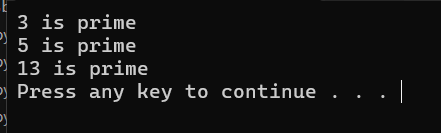 3 is prime
5 is prime
13 is prime
Press any key to continue . . .